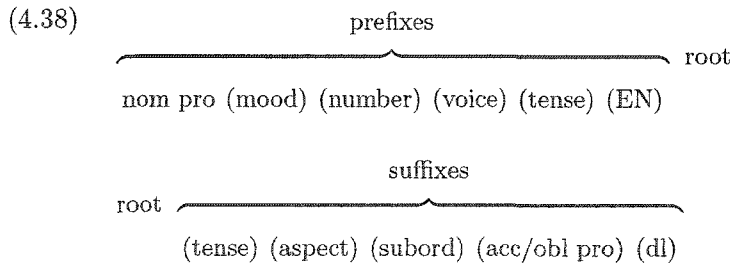 (4.38)
prefixes
root
nom pro (mood) (number) (voice) (tense) (EN)
suffixes
root
(tense) (aspect) (subord) (acc/obl pro) (dl)